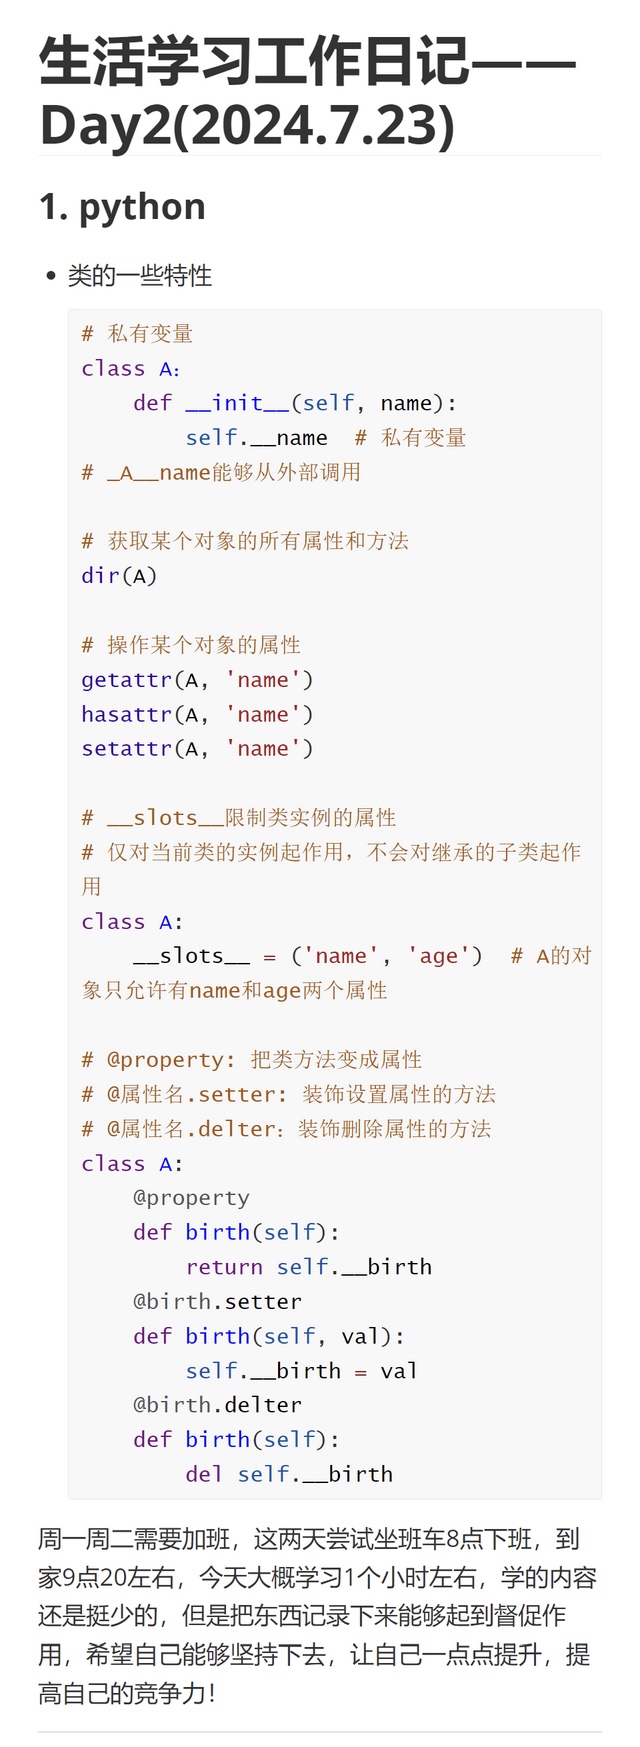 生活学习工作日记——
Day2(2024.7.23)
1. python
• 类的一些特性
# 私有变量
class A：
    def __init__(self, name):
        self.__name  # 私有变量
# _A__name能够从外部调用

# 获取某个对象的所有属性和方法
dir(A)

# 操作某个对象的属性
getattr(A, 'name')
hasattr(A, 'name')
setattr(A, 'name')

# __slots__限制类实例的属性
# 仅对当前类的实例起作用，不会对继承的子类起作
用
class A:
    __slots__ = ('name', 'age')  # A的对
象只允许有name和age两个属性

# @property: 把类方法变成属性
# @属性名.setter: 装饰设置属性的方法
# @属性名.delter：装饰删除属性的方法
class A:
    @property
    def birth(self):
        return self.__birth
    @birth.setter
    def birth(self, val):
        self.__birth = val
    @birth.delter
    def birth(self):
        del self.__birth
周一周二需要加班，这两天尝试坐班车8点下班，到
家9点20左右，今天大概学习1个小时左右，学的内容
还是挺少的，但是把东西记录下来能够起到督促作
用，希望自己能够坚持下去，让自己一点点提升，提
高自己的竞争力！